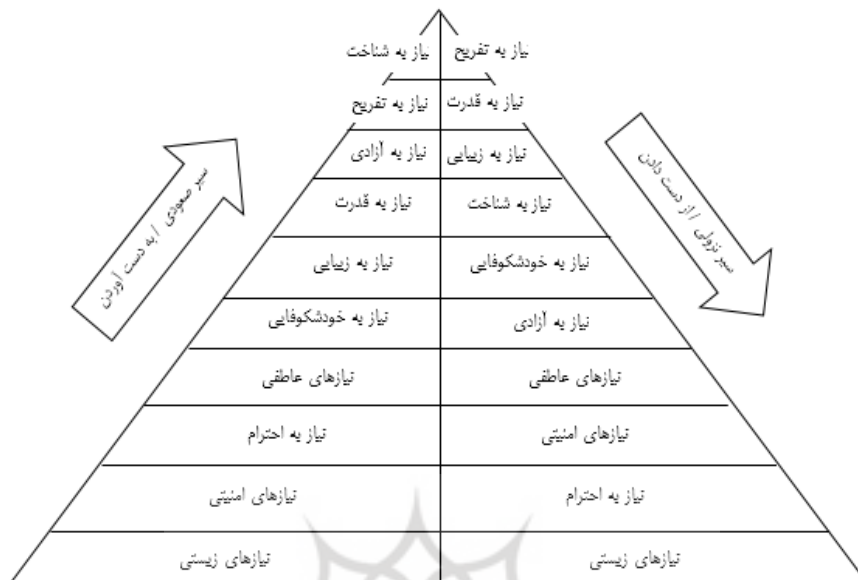 نیاز به تفریح
نیاز به شناخت
نیاز به قدرت
نیاز به تفریح
نیاز به زیبایی
نیاز به آزادی
نیاز به شناخت
نیاز به قدرت
نیاز به خودشکوفایی
نیاز به زیبایی
نیاز به آزادی
نیاز به خودشکوفایی
نیازهای عاطفی
نیازهای عاطفی
نیازهای امنیتی
نیاز به احترام
نیاز به احترام
نیازهای امنیتی
نیازهای زیستی
نیازهای زیستی
سیر نزولی / از دست دادن
سیر صعودی / به دست آوردن